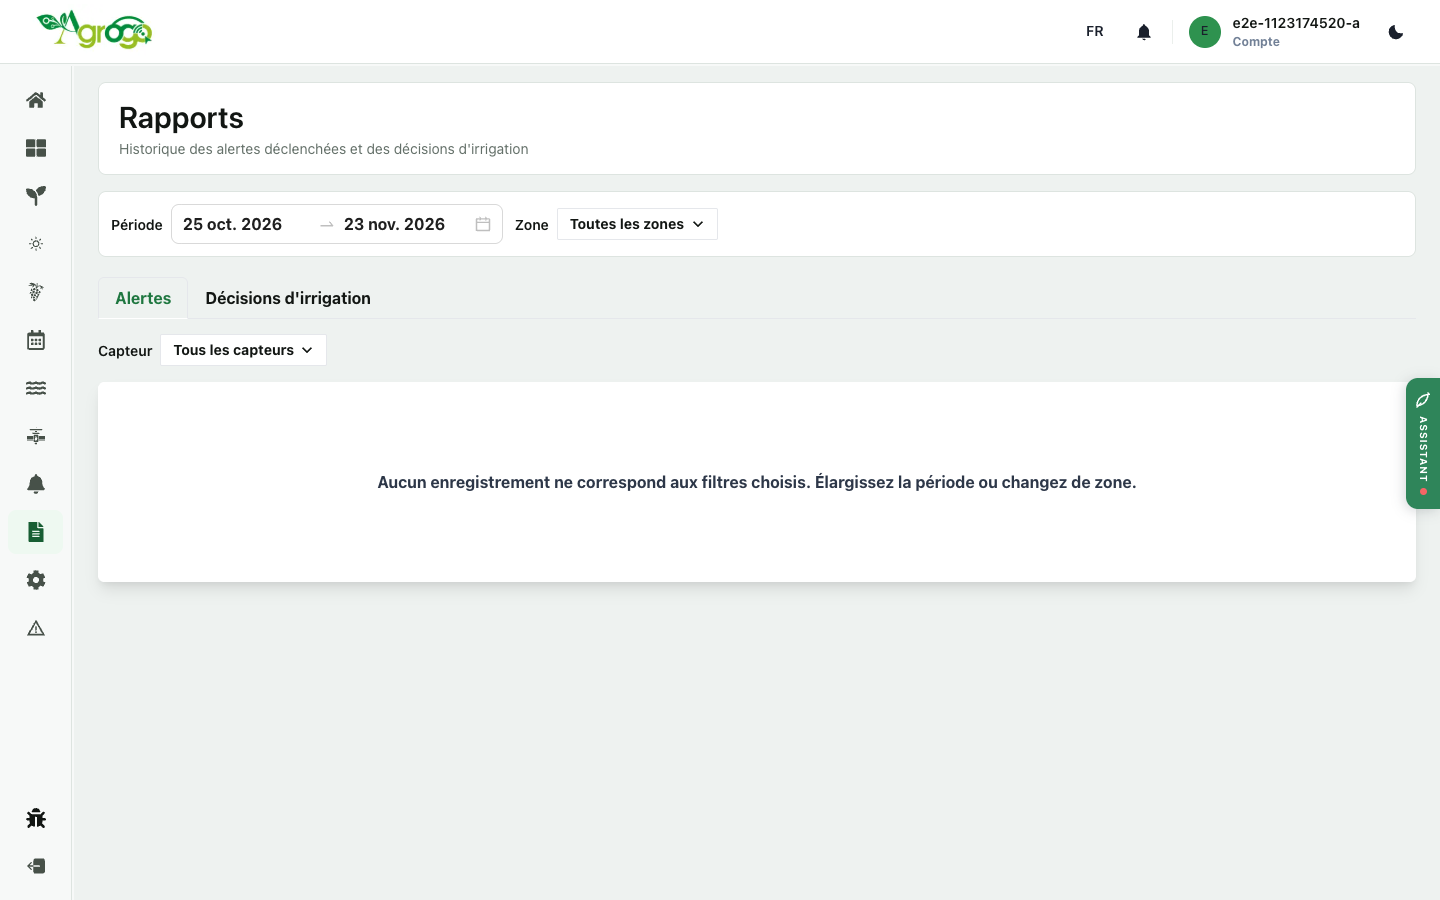 Agrogo
FR
E
e2e-1123174520-a
Compte
Rapports
Historique des alertes déclenchées et des décisions d'irrigation
Période
25 oct. 2026
23 nov. 2026
Zone
Toutes les zones
Alertes
Décisions d'irrigation
Capteur
Tous les capteurs
Aucun enregistrement ne correspond aux filtres choisis. Élargissez la période ou changez de zone.
ASSISTANT